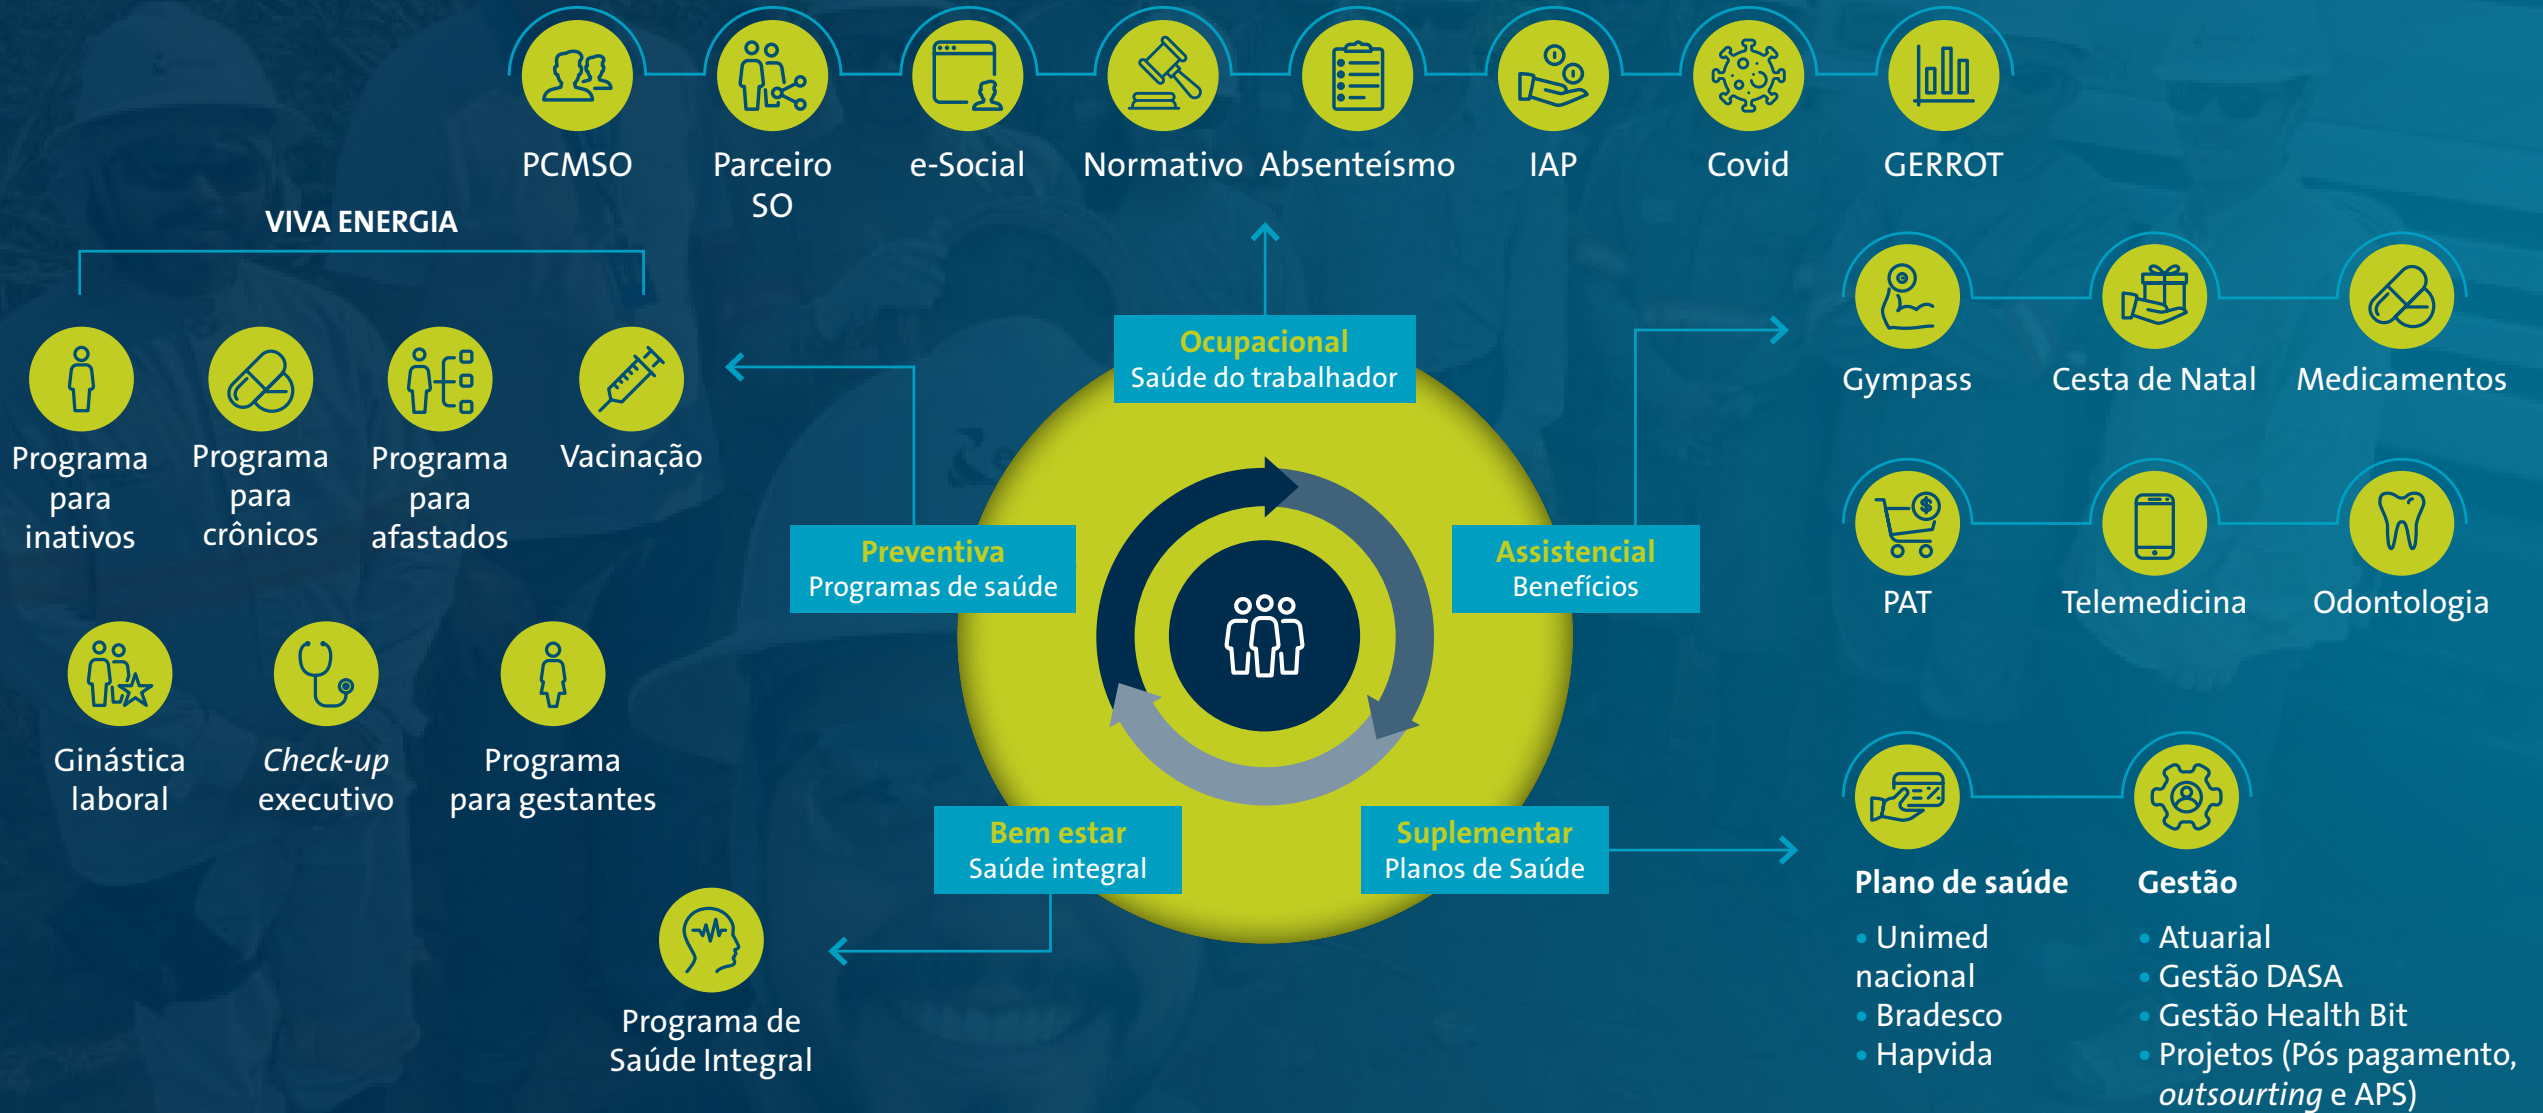 PCMSO
Parceiro
SO
e-Social
Normativo
Absenteísmo
IAP
Covid
GERROT
VIVA ENERGIA
Programa
para
inativos
Programa
para
crônicos
Programa
para
afastados
Vacinação
Ginástica
laboral
Check-up
executivo
Programa
para gestantes
Ocupacional
Saúde do trabalhador
Preventiva
Programas de saúde
Assistencial
Benefícios
Bem estar
Saúde integral
Suplementar
Planos de Saúde
Programa de
Saúde Integral
Gympass
Cesta de Natal
Medicamentos
PAT
Telemedicina
Odontologia
Plano de saúde
• Unimed
nacional
• Bradesco
• Hapvida
Gestão
• Atuarial
• Gestão DASA
• Gestão Health Bit
• Projetos (Pós pagamento,
outsourting e APS)